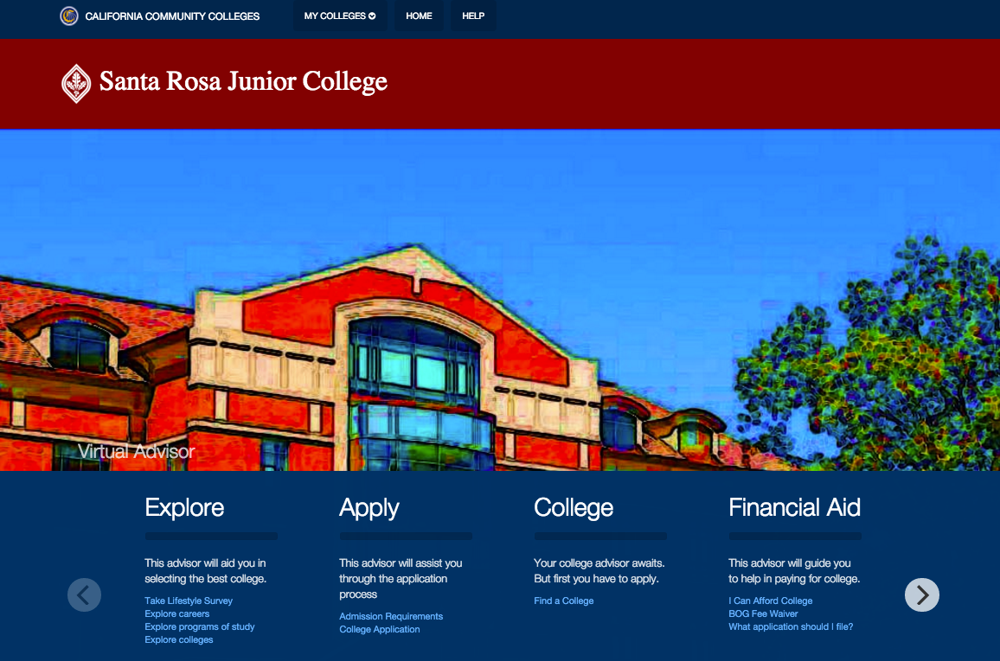 CALIFORNIA COMMUNITY COLLEGES
MY COLLEGES
HOME
HELP
Santa Rosa Junior College
Virtual Advisor
Explore
This advisor will aid you in
selecting the best college.
Take Lifestyle Survey
Explore careers
Explore programs of study
Explore colleges
Apply
This advisor will assist you
through the application
process
Admission Requirements
College Application
College
Your college advisor awaits.
But first you have to apply.
Find a College
Financial Aid
This advisor will guide you
to help in paying for college.
I Can Afford College
BOG Fee Waiver
What application should I file?